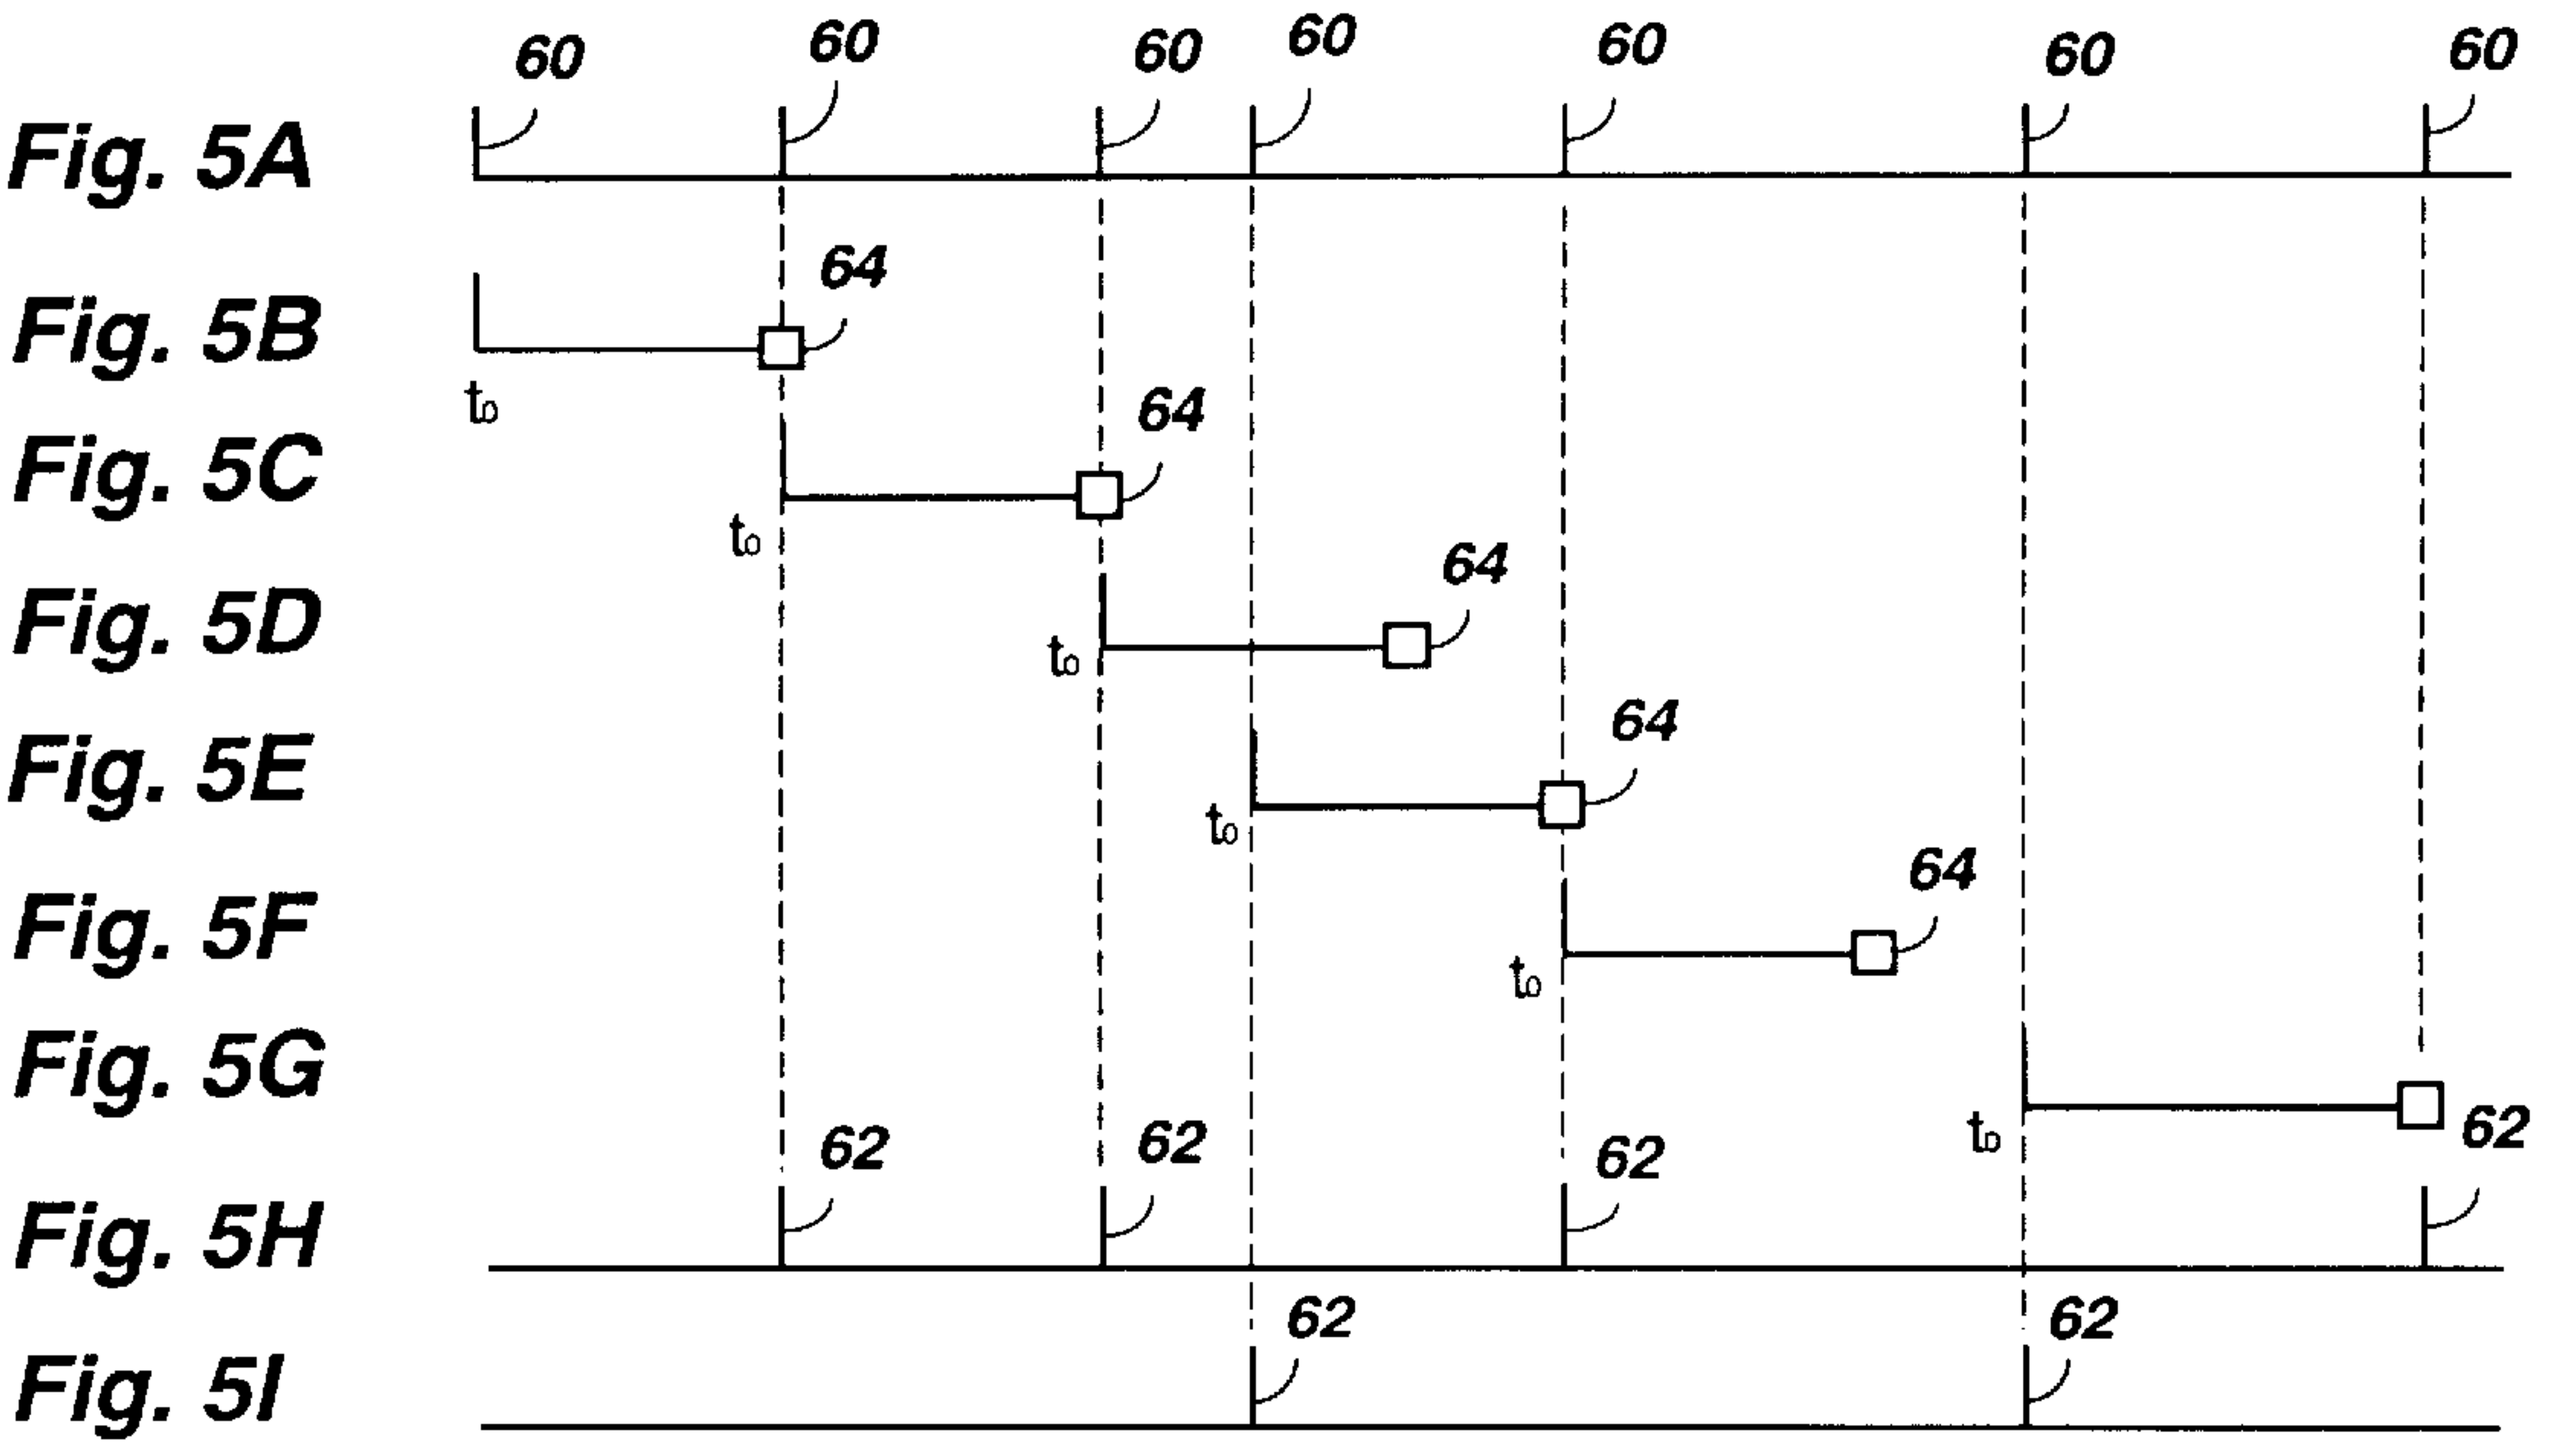 60 60 60 60 60 60 60
Fig. 5A
64
Fig. 5B
t0
64
Fig. 5C
t0
64
Fig. 5D
t0
64
Fig. 5E
t0
64
Fig. 5F
t0
Fig. 5G
t0
62 62 62 62
Fig. 5H
62 62
Fig. 5I